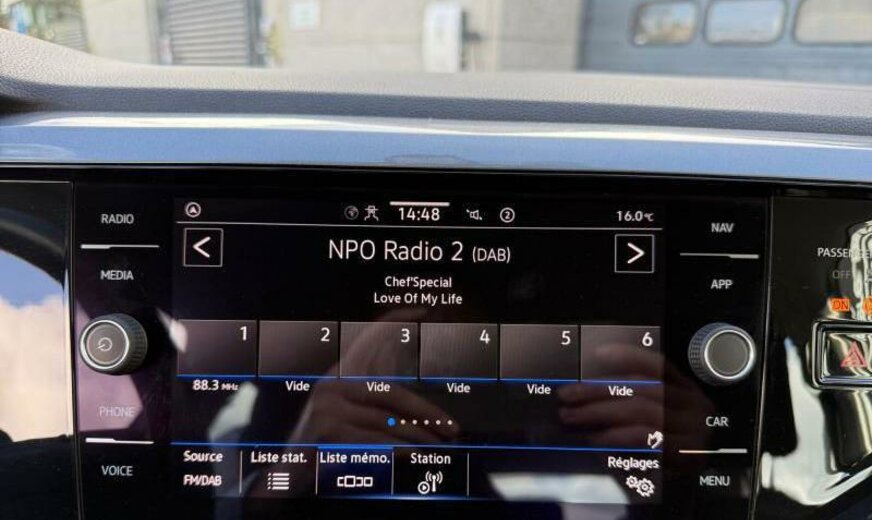 RADIO
MEDIA
PHONE
VOICE
14:48
2
16.0°C
<
NPO Radio 2 (DAB)
>
Chef'Special
Love Of My Life
1 2 3 4 5 6
88.3 MHz Vide Vide Vide Vide Vide
Source
FM/DAB
Liste stat.
Liste mémo.
Station
Réglages
NAV
APP
CAR
MENU
OFF
ON